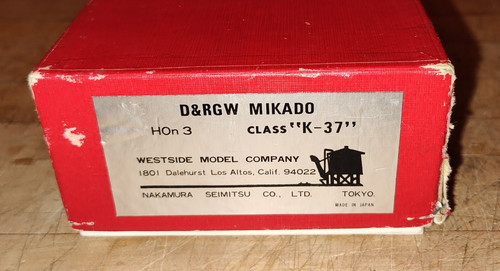 D&RGW MIKADO
HOn 3 CLASS "K-37"
WESTSIDE MODEL COMPANY
1801 Dalehurst Los Altos, Calif. 94022
NAKAMURA SEIMITSU CO., LTD. TOKYO.
MADE IN JAPAN